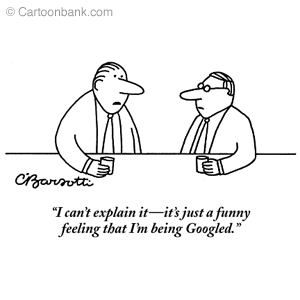 © Cartoonbank.com
CBarsotti
“I can’t explain it—it’s just a funny
feeling that I’m being Googled.”